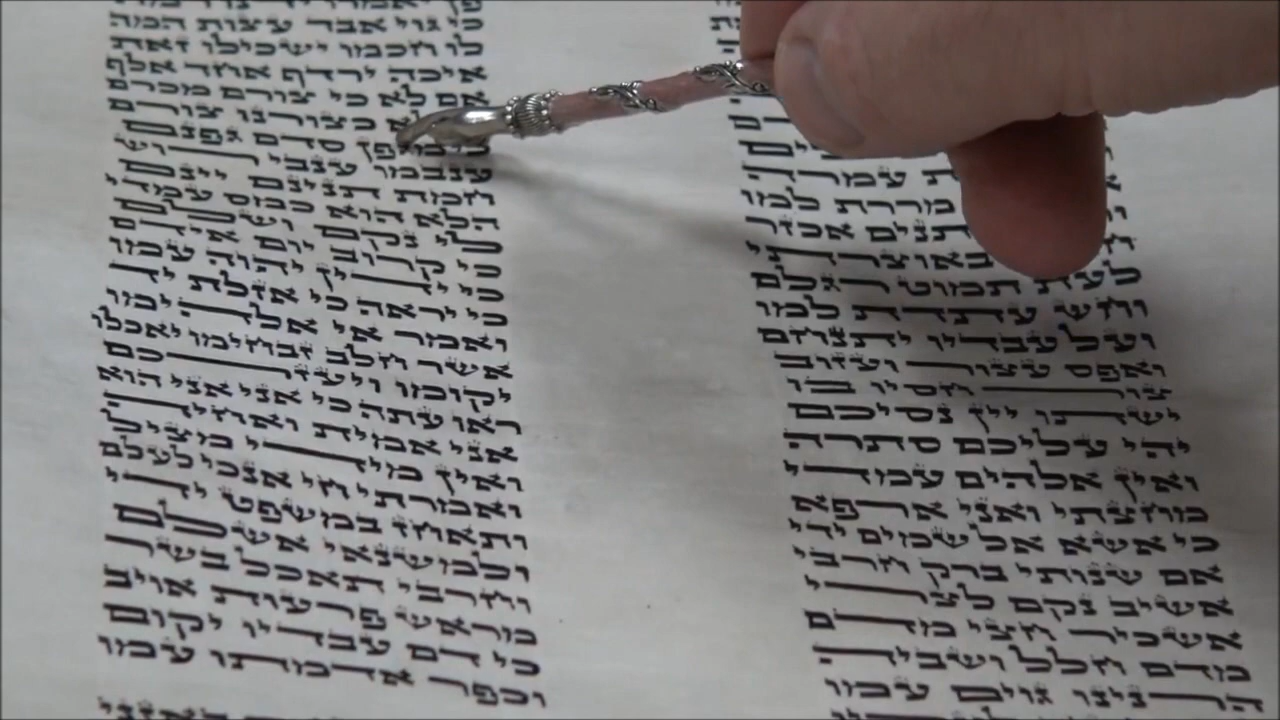 כי גוי אבד עצות המה
לו חכמו ישכילו זאת
איכה ירדף אחד אלף
אם לא כי צורם מכרם
כצורנו צורם
סדם גפנם
עמרה ענבמו ענבי רוש
מררת למו חמת תנינם יינם
אכזר הלא הוא כמס עמדי
באוצרתי לי נקם ושלם
לעת תמוט רגלם כי קרוב יום אידם
וחש עתדת למו כי ידין יהוה עמו
ועל עבדיו יתנחם כי יראה כי אזלת יד
ואפס עצור ועזוב ואמר אי אלהימו
צור חסיו בו אשר חלב זבחימו יאכלו
ישתו יין נסיכם יקומו ויעזרכם
יהי עליכם סתרה ראו עתה כי אני אני הוא
ואין אלהים עמדי אני אמית ואחיה
מחצתי ואני ארפא ואין מידי מציל
כי אשא אל שמים ידי ואמרתי חי אנכי לעלם
אם שנותי ברק חרבי ותאחז במשפט ידי
אשיב נקם לצרי ולמשנאי אשלם
אשכיר חצי מדם וחרבי תאכל בשר
מדם חלל ושביה מראש פרעות אויב
הרנינו גוים עמו כי דם עבדיו יקום
וכפר אדמתו עמו